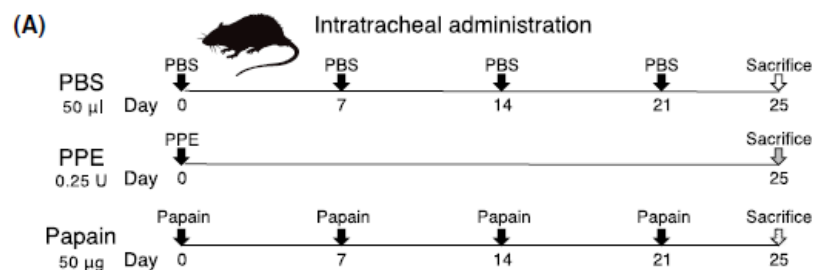 (A) Intratracheal administration
PBS PBS PBS PBS Sacrifice
PBS
50 µl Day 0 7 14 21 25
PPE Sacrifice
PPE
0.25 U Day 0 25
Papain Papain Papain Papain Sacrifice
Papain
50 µg Day 0 7 14 21 25